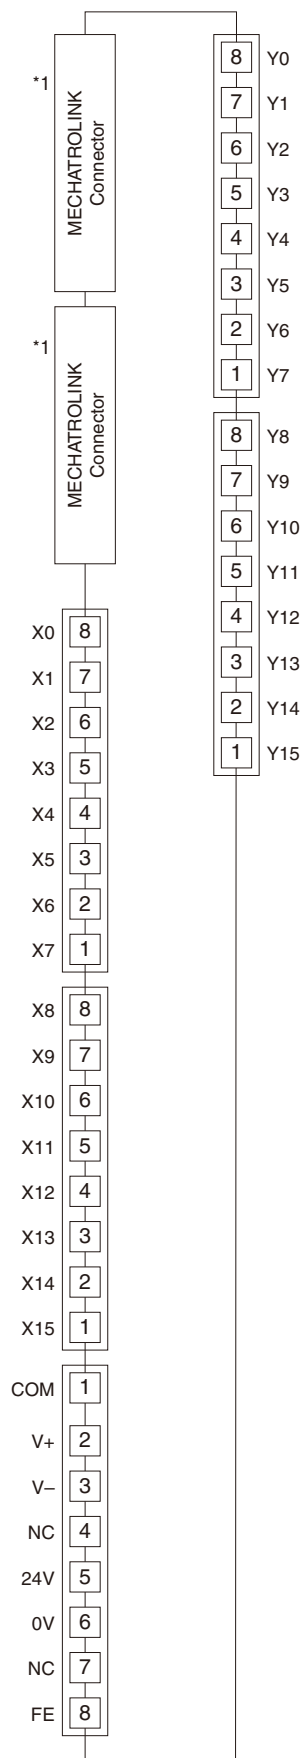 *1
MECHATROLINK
Connector
*1
MECHATROLINK
Connector
X0 8
X1 7
X2 6
X3 5
X4 4
X5 3
X6 2
X7 1
X8 8
X9 7
X10 6
X11 5
X12 4
X13 3
X14 2
X15 1
COM 1
V+ 2
V– 3
NC 4
24V 5
0V 6
NC 7
FE 8
8 Y0
7 Y1
6 Y2
5 Y3
4 Y4
3 Y5
2 Y6
1 Y7
8 Y8
7 Y9
6 Y10
5 Y11
4 Y12
3 Y13
2 Y14
1 Y15